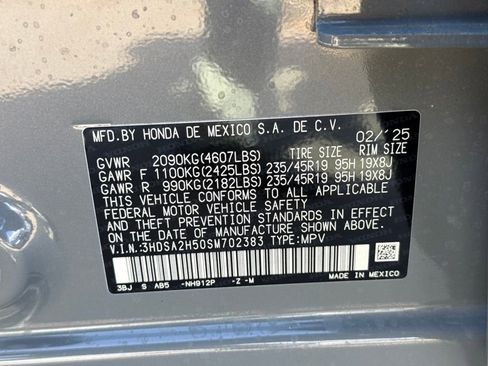 MFD.BY HONDA DE MEXICO S.A. DE C.V. 02/'25
GVWR 2090KG(4607LBS) TIRE SIZE RIM SIZE
GAWR F 1100KG(2425LBS) 235/45R19 95H 19X8J
GAWR R 990KG(2182LBS) 235/45R19 95H 19X8J
THIS VEHICLE CONFORMS TO ALL APPLICABLE
FEDERAL MOTOR VEHICLE SAFETY
AND THEFT PREVENTION STANDARDS IN EFFECT
ON THE DATE OF MANUFACTURE SHOWN ABOVE.
V.I.N.:3HDSA2H50SM702383 TYPE:MPV
3BJ S AB5 -NH912P -Z -M
MADE IN MEXICO